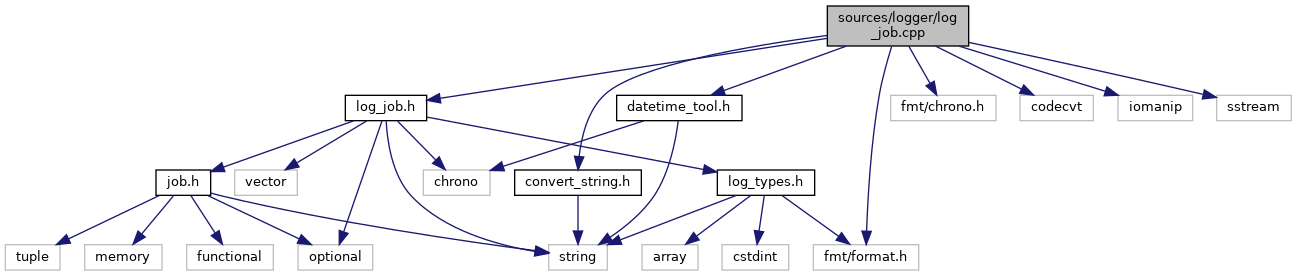 sources/logger/log
_job.cpp
log_job.h
datetime_tool.h
fmt/chrono.h
codecvt
iomanip
sstream
job.h
vector
chrono
convert_string.h
log_types.h
tuple
memory
functional
optional
string
array
cstdint
fmt/format.h